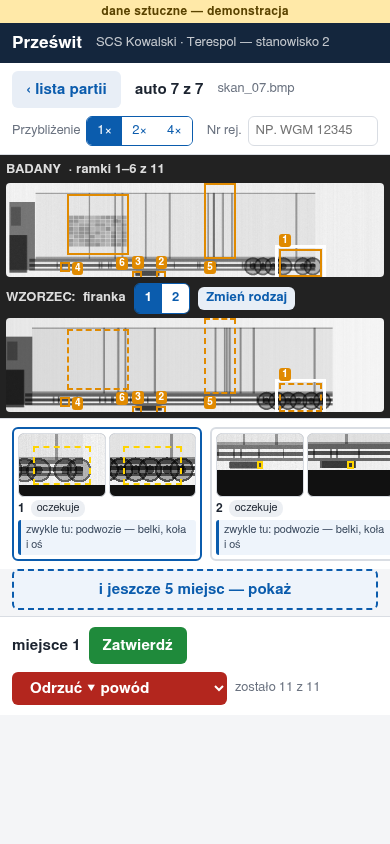 dane sztuczne — demonstracja
Prześwit SCS Kowalski · Terespol — stanowisko 2
‹ lista partii auto 7 z 7 skan_07.bmp
Przybliżenie 1× 2× 4× Nr rej. NP. WGM 12345
BADANY · ramki 1–6 z 11
1
4 6 3 2 5
WZORZEC: firanka 1 2 Zmień rodzaj
1
4 6 3 2 5
1 oczekuje 2 oczekuje
zwykle tu: podwozie — belki, koła zwykle tu: podwozie — belki, koła
i oś i oś
i jeszcze 5 miejsc — pokaż
miejsce 1 Zatwierdź
Odrzuć ▾ powód zostało 11 z 11